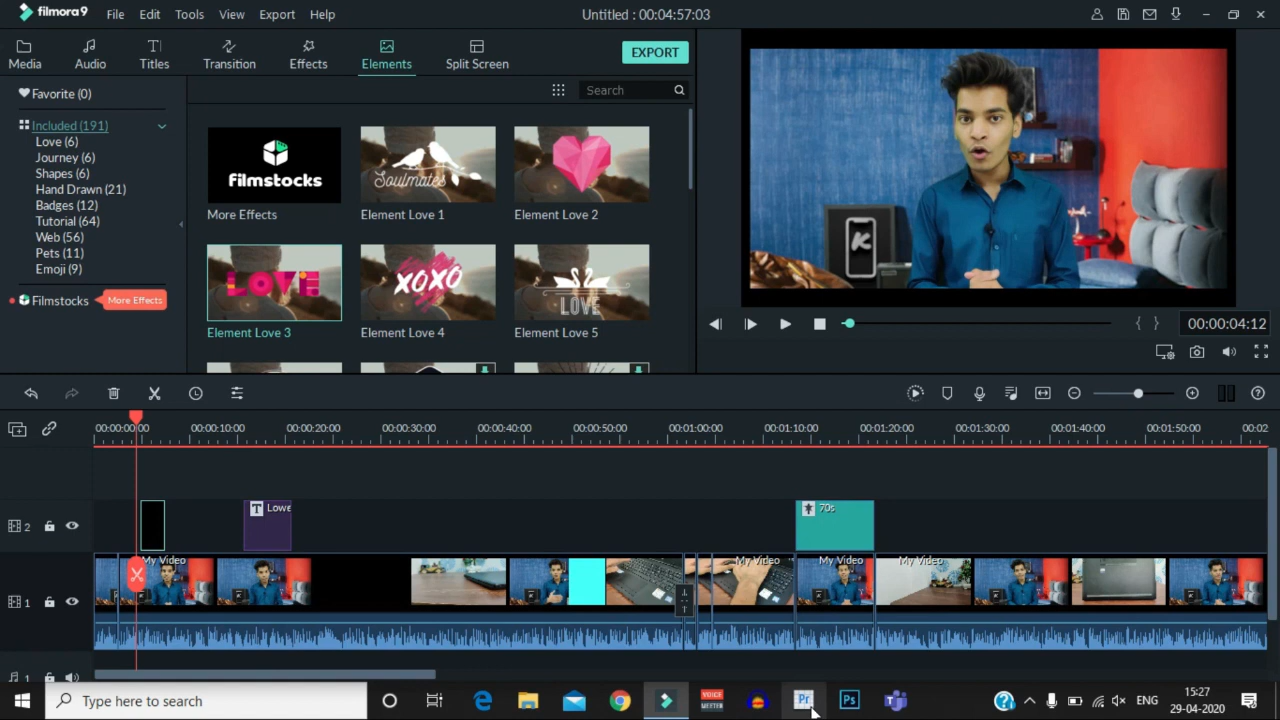 filmora9 File Edit Tools View Export Help Untitled : 00:04:57:03
Media Audio Titles Transition Effects Elements Split Screen EXPORT
Favorite (0)
Search
Included (191)
Love (6)
Journey (6)
Shapes (6)
Hand Drawn (21)
Badges (12)
Tutorial (64)
Web (56)
Pets (11)
Emoji (9)
Filmstocks More Effects
filmstocks
Soulmates
More Effects Element Love 1 Element Love 2
LOVE
XOXO
LOVE
Element Love 3 Element Love 4 Element Love 5
K
{ } 00:00:04:12
00:00:00:00 00:00:10:00 00:00:20:00 00:00:30:00 00:00:40:00 00:00:50:00 00:01:00:00 00:01:10:00 00:01:20:00 00:01:30:00 00:01:40:00 00:01:50:00 00:02
2 T Lowe 70s
My Video My Video My Video My Video
1
1
Type here to search
VOICE
MEETER
Pr
Ps
ENG
15:27
29-04-2020